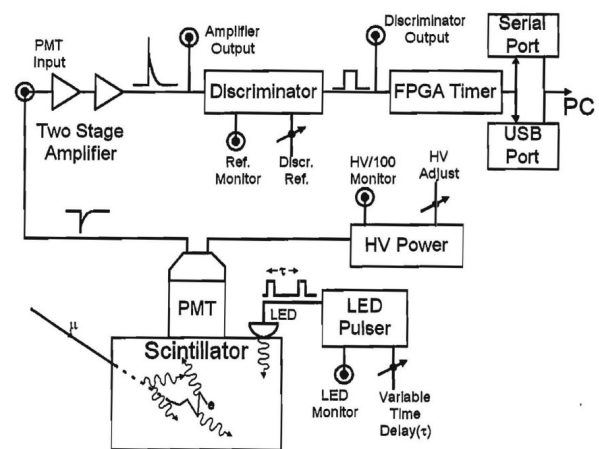 PMT
Input
Two Stage
Amplifier
Amplifier
Output
Discriminator
Ref.
Monitor
Discr.
Ref.
Discriminator
Output
FPGA Timer
Serial
Port
PC
USB
Port
HV/100
Monitor
HV
Adjust
HV Power
PMT
τ
LED
LED
Pulser
LED
Monitor
Variable
Time
Delay(τ)
Scintillator
μ
e